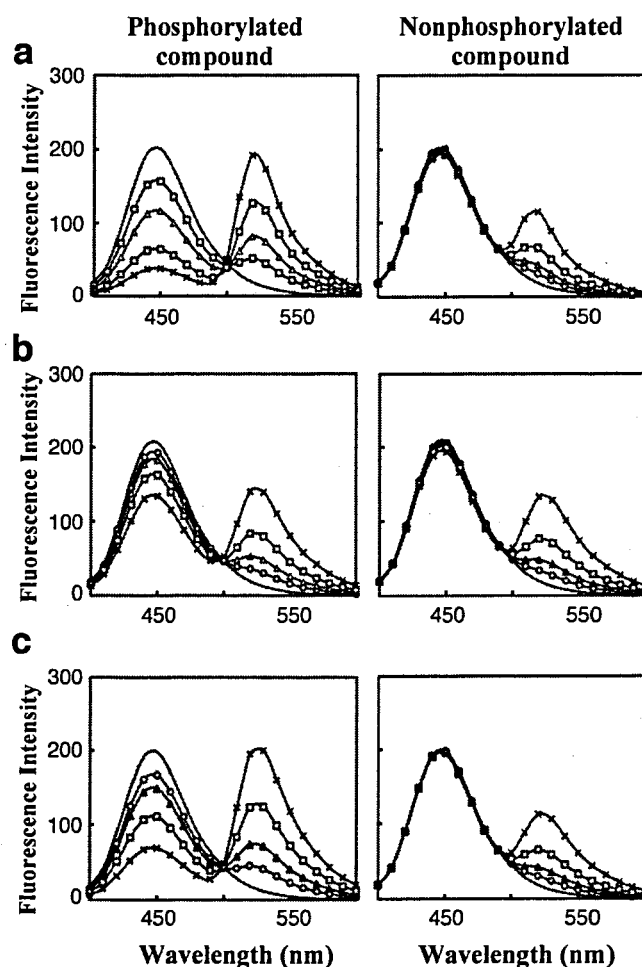 Phosphorylated compound
Nonphosphorylated compound
a
Fluorescence Intensity
300
200
100
0
450
550
450
550
b
Fluorescence Intensity
300
200
100
0
450
550
450
550
c
Fluorescence Intensity
300
200
100
0
450
550
450
550
Wavelength (nm)
Wavelength (nm)